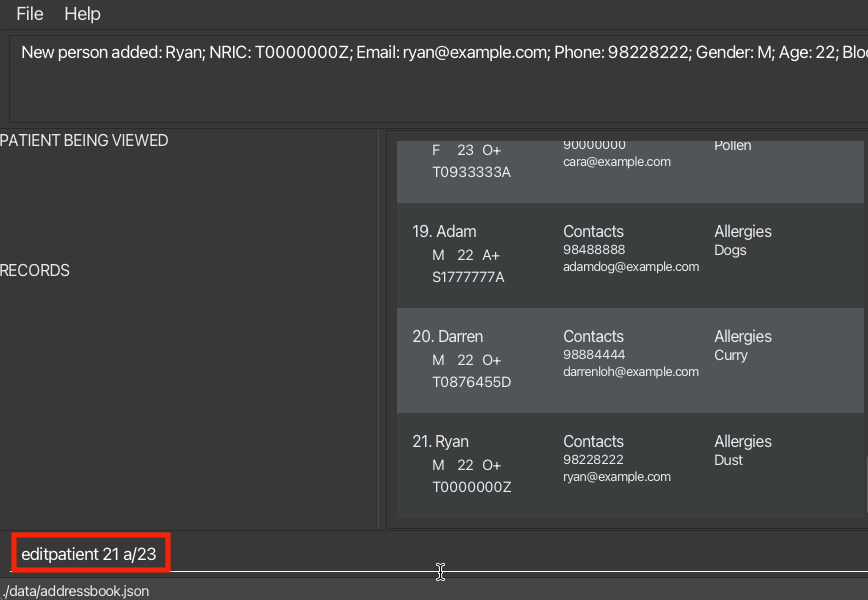 File Help
New person added: Ryan; NRIC: T0000000Z; Email: ryan@example.com; Phone: 98228222; Gender: M; Age: 22; Bloo
PATIENT BEING VIEWED
RECORDS
F 23 O+
T0933333A
90000000
cara@example.com
Pollen
19. Adam
M 22 A+
S1777777A
Contacts
98488888
adamdog@example.com
Allergies
Dogs
20. Darren
M 22 O+
T0876455D
Contacts
98884444
darrenloh@example.com
Allergies
Curry
21. Ryan
M 22 O+
T0000000Z
Contacts
98228222
ryan@example.com
Allergies
Dust
editpatient 21 a/23
./data/addressbook.json